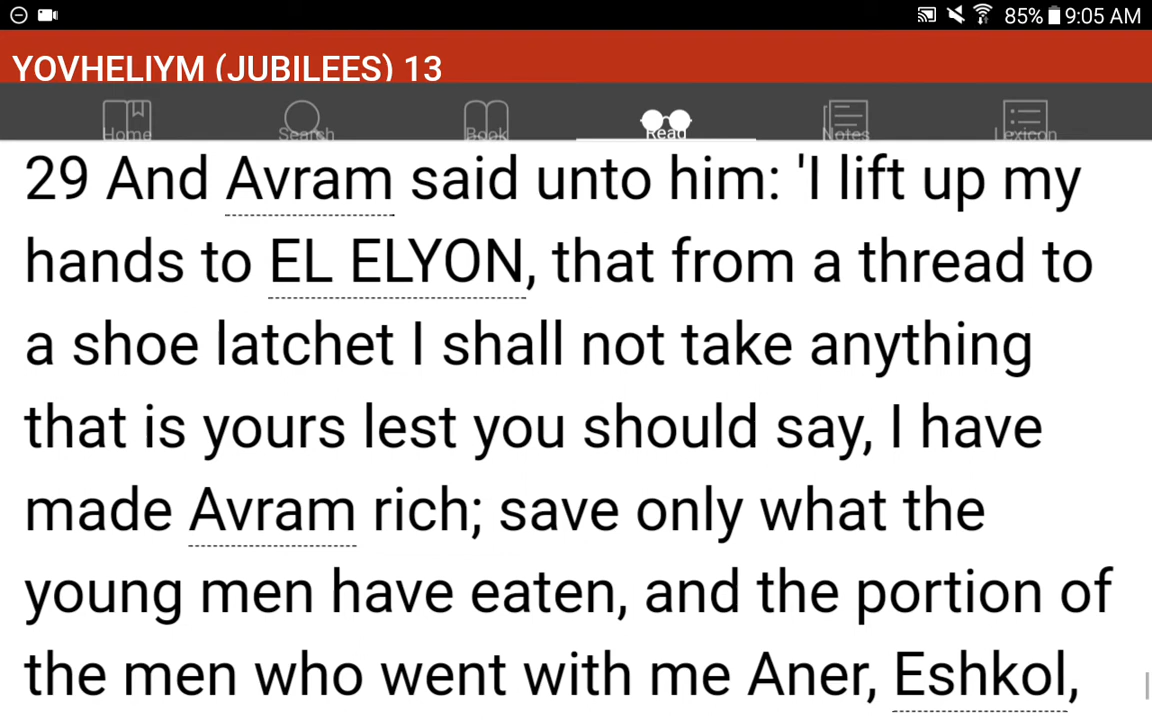 85% 9:05 AM
YOVHELIYM (JUBILEES) 13
Home Search Book Read Notes Lexicon
29 And Avram said unto him: 'I lift up my
hands to EL ELYON, that from a thread to
a shoe latchet I shall not take anything
that is yours lest you should say, I have
made Avram rich; save only what the
young men have eaten, and the portion of
the men who went with me Aner, Eshkol,